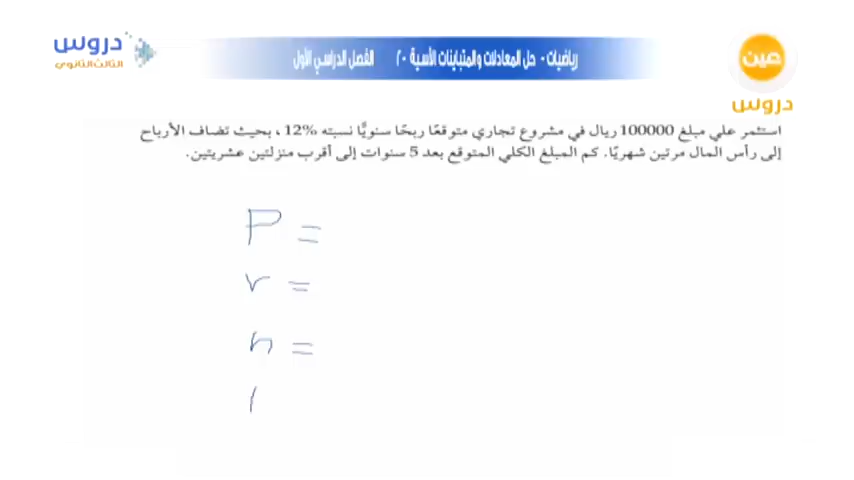 دروس
الثالث الثانوي
رياضيات - حل المعادلات والمتباينات الأسية - ٢ الفصل الدراسي الأول
عين
دروس
استثمر علي مبلغ 100000 ريال في مشروع تجاري متوقعًا ربحًا سنويًّا نسبته 12% ، بحيث تضاف الأرباح
إلى رأس المال مرتين شهريًا. كم المبلغ الكلي المتوقع بعد 5 سنوات إلى أقرب منزلتين عشريتين.
P =
r =
n =